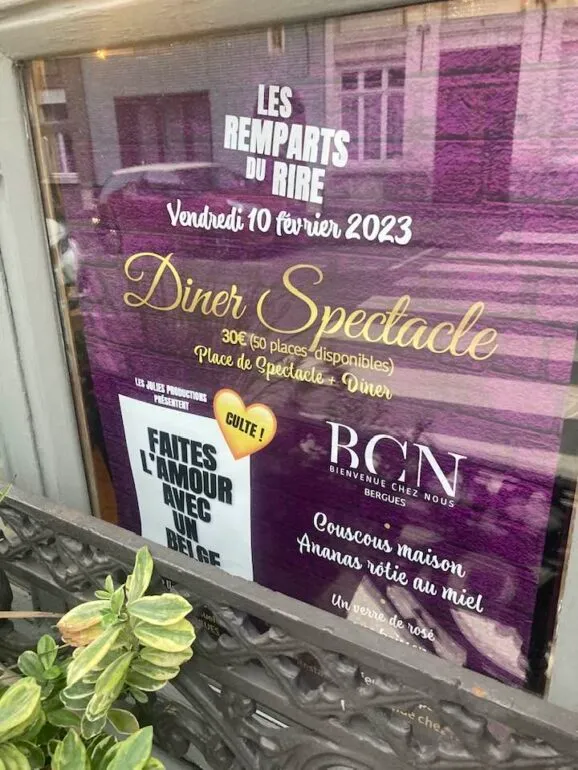 LES
REMPARTS
DU RIRE
Vendredi 10 février 2023
Diner Spectacle
30€ (50 places disponibles)
Place de Spectacle + Dîner
LES JULIES PRODUCTIONS
PRÉSENTENT
CULTE !
FAITES
L'AMOUR
AVEC
UN
BELGE
BCN
BIENVENUE CHEZ NOUS
BERGUES
Couscous maison
Ananas rôtie au miel
Un verre de rosé